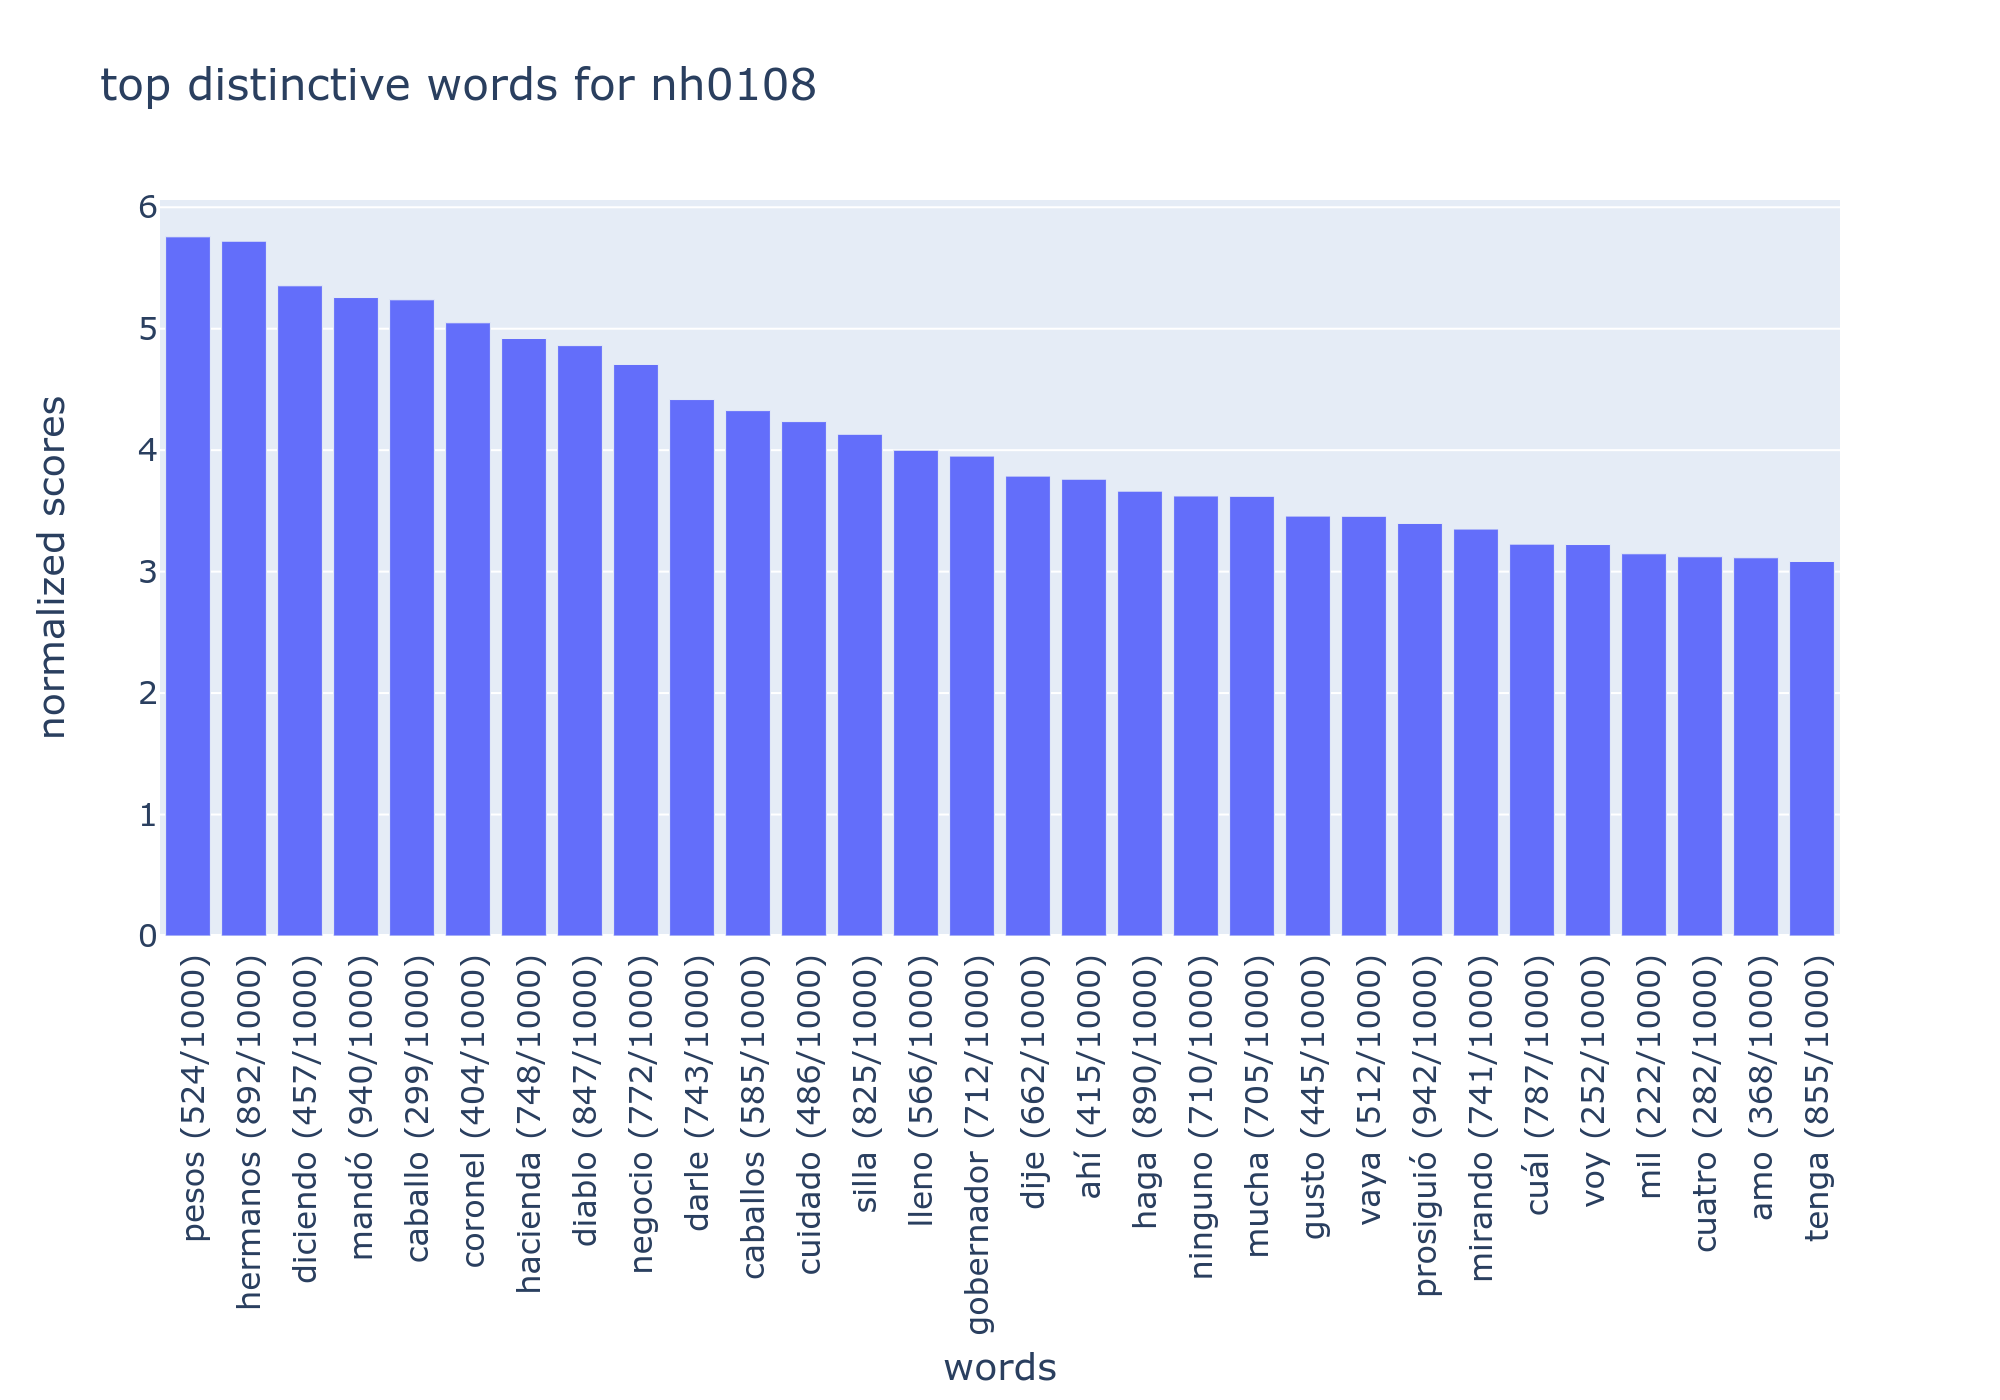 top distinctive words for nh0108
normalized scores
6
5
4
3
2
1
0
pesos (524/1000)
hermanos (892/1000)
diciendo (457/1000)
mandó (940/1000)
caballo (299/1000)
coronel (404/1000)
hacienda (748/1000)
diablo (847/1000)
negocio (772/1000)
darle (743/1000)
caballos (585/1000)
cuidado (486/1000)
silla (825/1000)
lleno (566/1000)
gobernador (712/1000)
dije (662/1000)
ahí (415/1000)
haga (890/1000)
ninguno (710/1000)
mucha (705/1000)
gusto (445/1000)
vaya (512/1000)
prosiguió (942/1000)
mirando (741/1000)
cuál (787/1000)
voy (252/1000)
mil (222/1000)
cuatro (282/1000)
amo (368/1000)
tenga (855/1000)
words